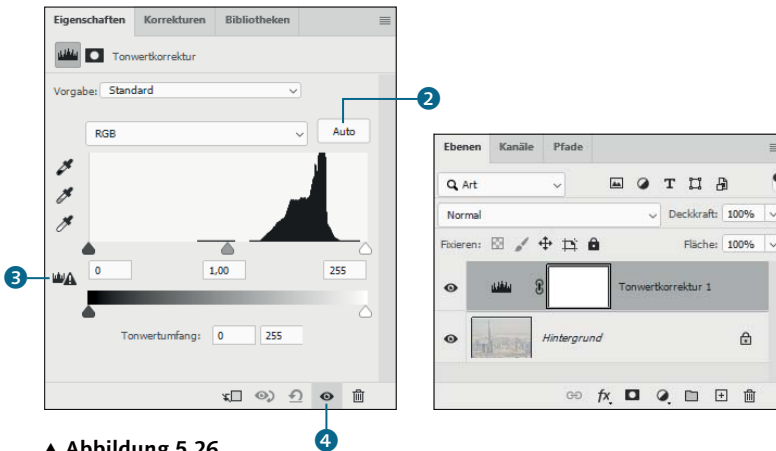 Eigenschaften Korrekturen Bibliotheken
Tonwertkorrektur
Vorgabe: Standard
2
RGB Auto
3
0 1,00 255
Tonwertumfang: 0 255
4
Ebenen Kanäle Pfade
Art
Normal Deckkraft: 100%
Fixieren: Fläche: 100%
Tonwertkorrektur 1
Hintergrund
fx
▲ Abbildung 5.26